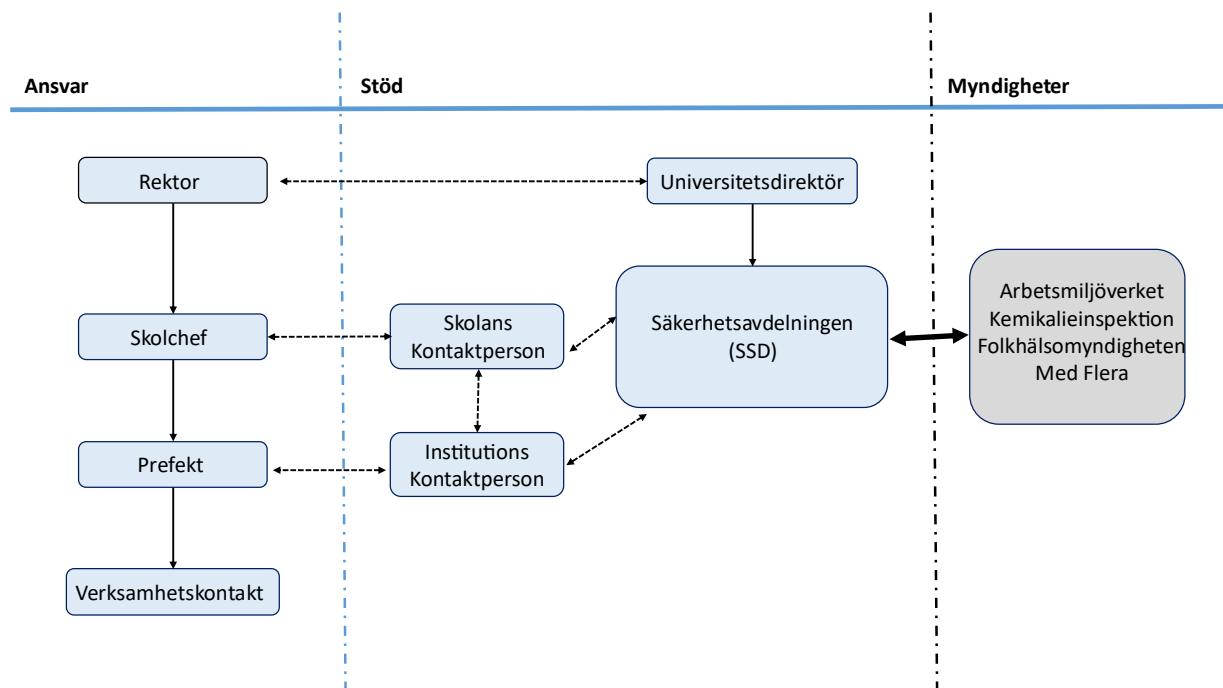 Ansvar
Stöd
Myndigheter
Rektor
Universitetsdirektör
Skolchef
Skolans
Kontaktperson
Säkerhetsavdelningen
(SSD)
Arbetsmiljöverket
Kemikalieinspektion
Folkhälsomyndigheten
Med Flera
Prefekt
Institutions
Kontaktperson
Verksamhetskontakt